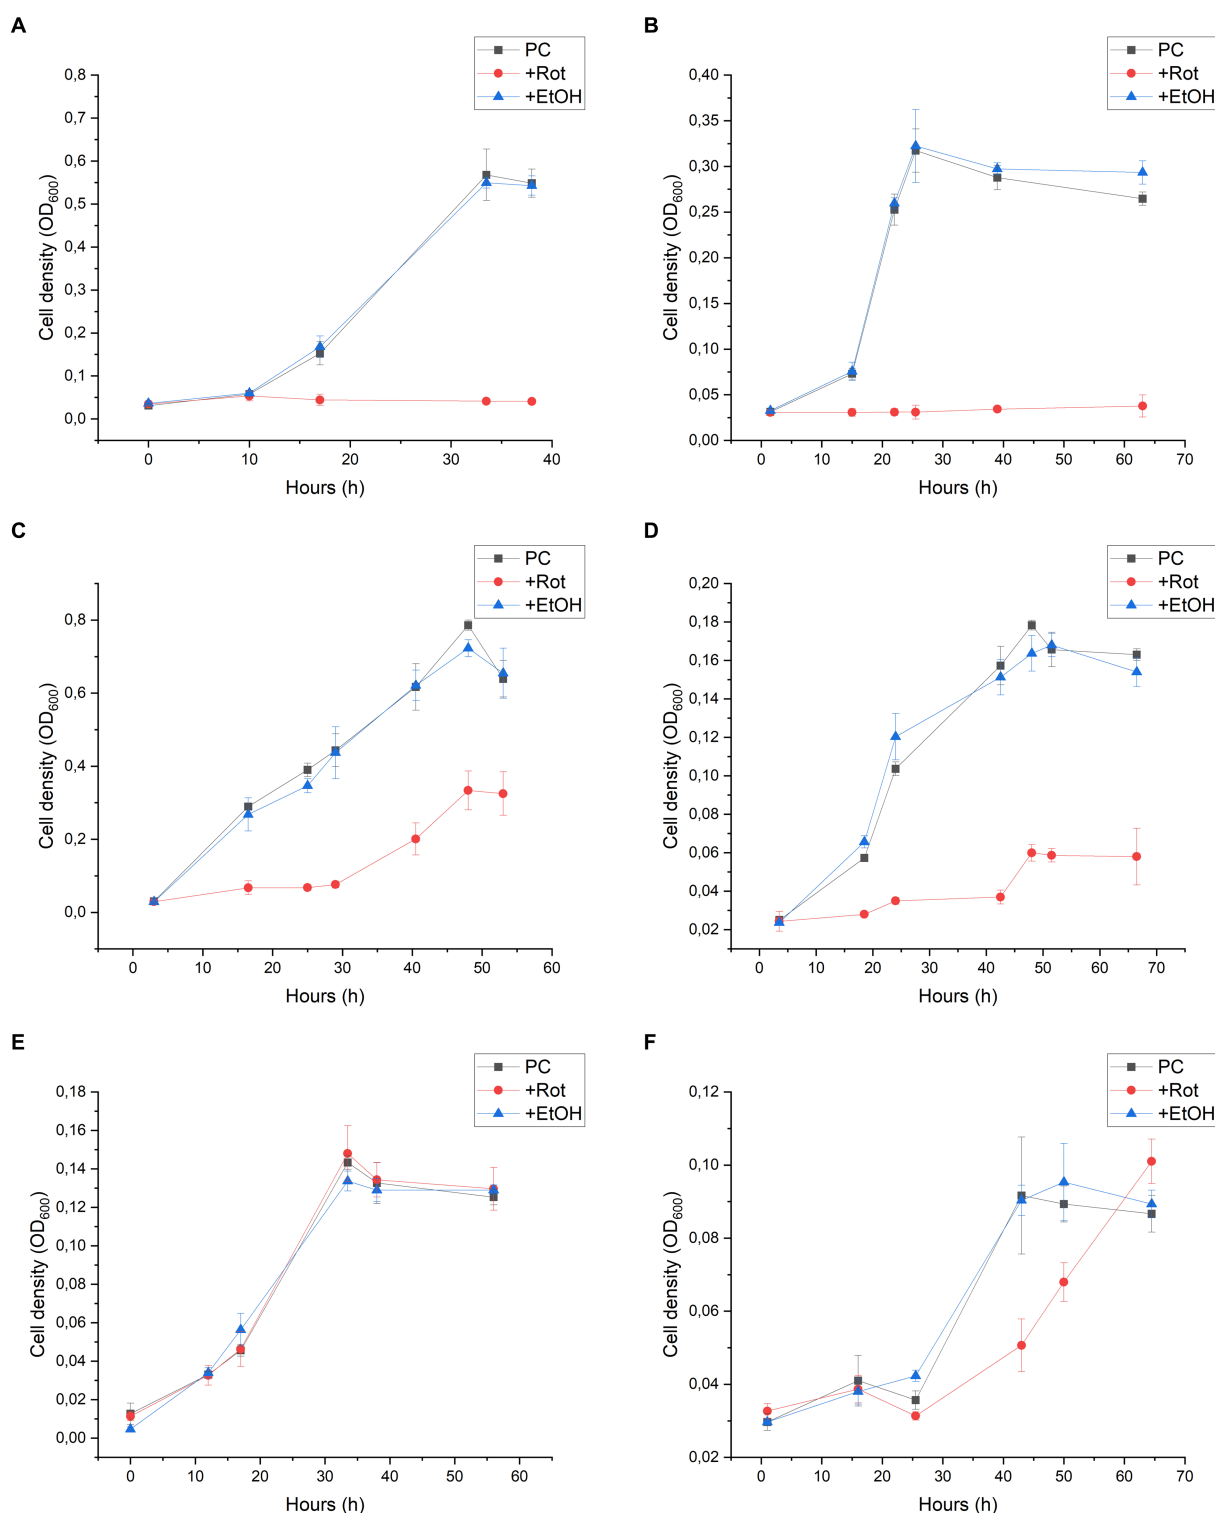 A
PC
+Rot
+EtOH
0,8
0,7
0,6
0,5
0,4
0,3
0,2
0,1
0,0
Cell density (OD600)
0 10 20 30 40
Hours (h)
B
PC
+Rot
+EtOH
0,40
0,35
0,30
0,25
0,20
0,15
0,10
0,05
0,00
Cell density (OD600)
0 10 20 30 40 50 60 70
Hours (h)
C
PC
+Rot
+EtOH
0,8
0,6
0,4
0,2
0,0
Cell density (OD600)
0 10 20 30 40 50 60
Hours (h)
D
PC
+Rot
+EtOH
0,20
0,18
0,16
0,14
0,12
0,10
0,08
0,06
0,04
0,02
Cell density (OD600)
0 10 20 30 40 50 60 70
Hours (h)
E
PC
+Rot
+EtOH
0,18
0,16
0,14
0,12
0,10
0,08
0,06
0,04
0,02
0,00
Cell density (OD600)
0 10 20 30 40 50 60
Hours (h)
F
PC
+Rot
+EtOH
0,12
0,10
0,08
0,06
0,04
0,02
Cell density (OD600)
0 10 20 30 40 50 60 70
Hours (h)